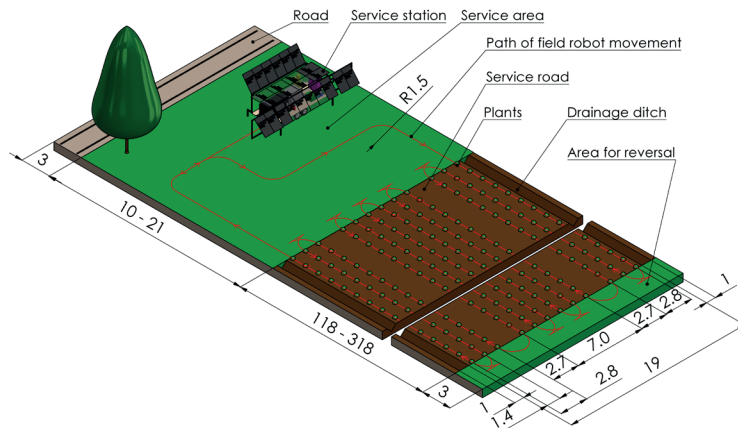 Road
Service station
Service area
Path of field robot movement
Service road
Plants
Drainage ditch
Area for reversal
R1.5
3
10 - 21
118 - 318
3
1
1.4
2.8
2.7
7.0
2.7
2.8
1
19